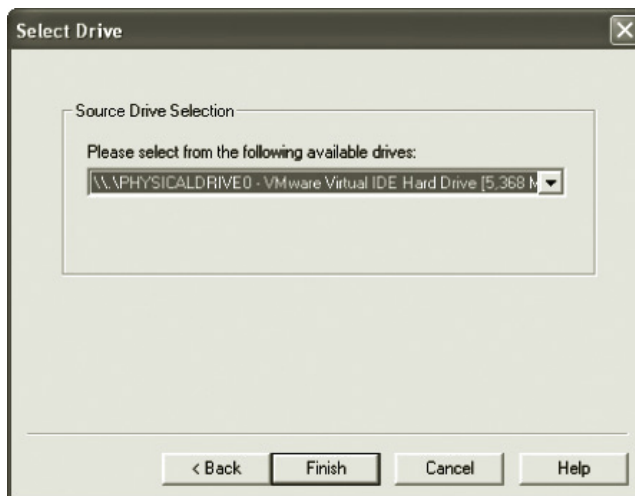 Select Drive
Source Drive Selection
Please select from the following available drives:
\\.\PHYSICALDRIVE0 - VMware Virtual IDE Hard Drive [5,368 M
< Back
Finish
Cancel
Help